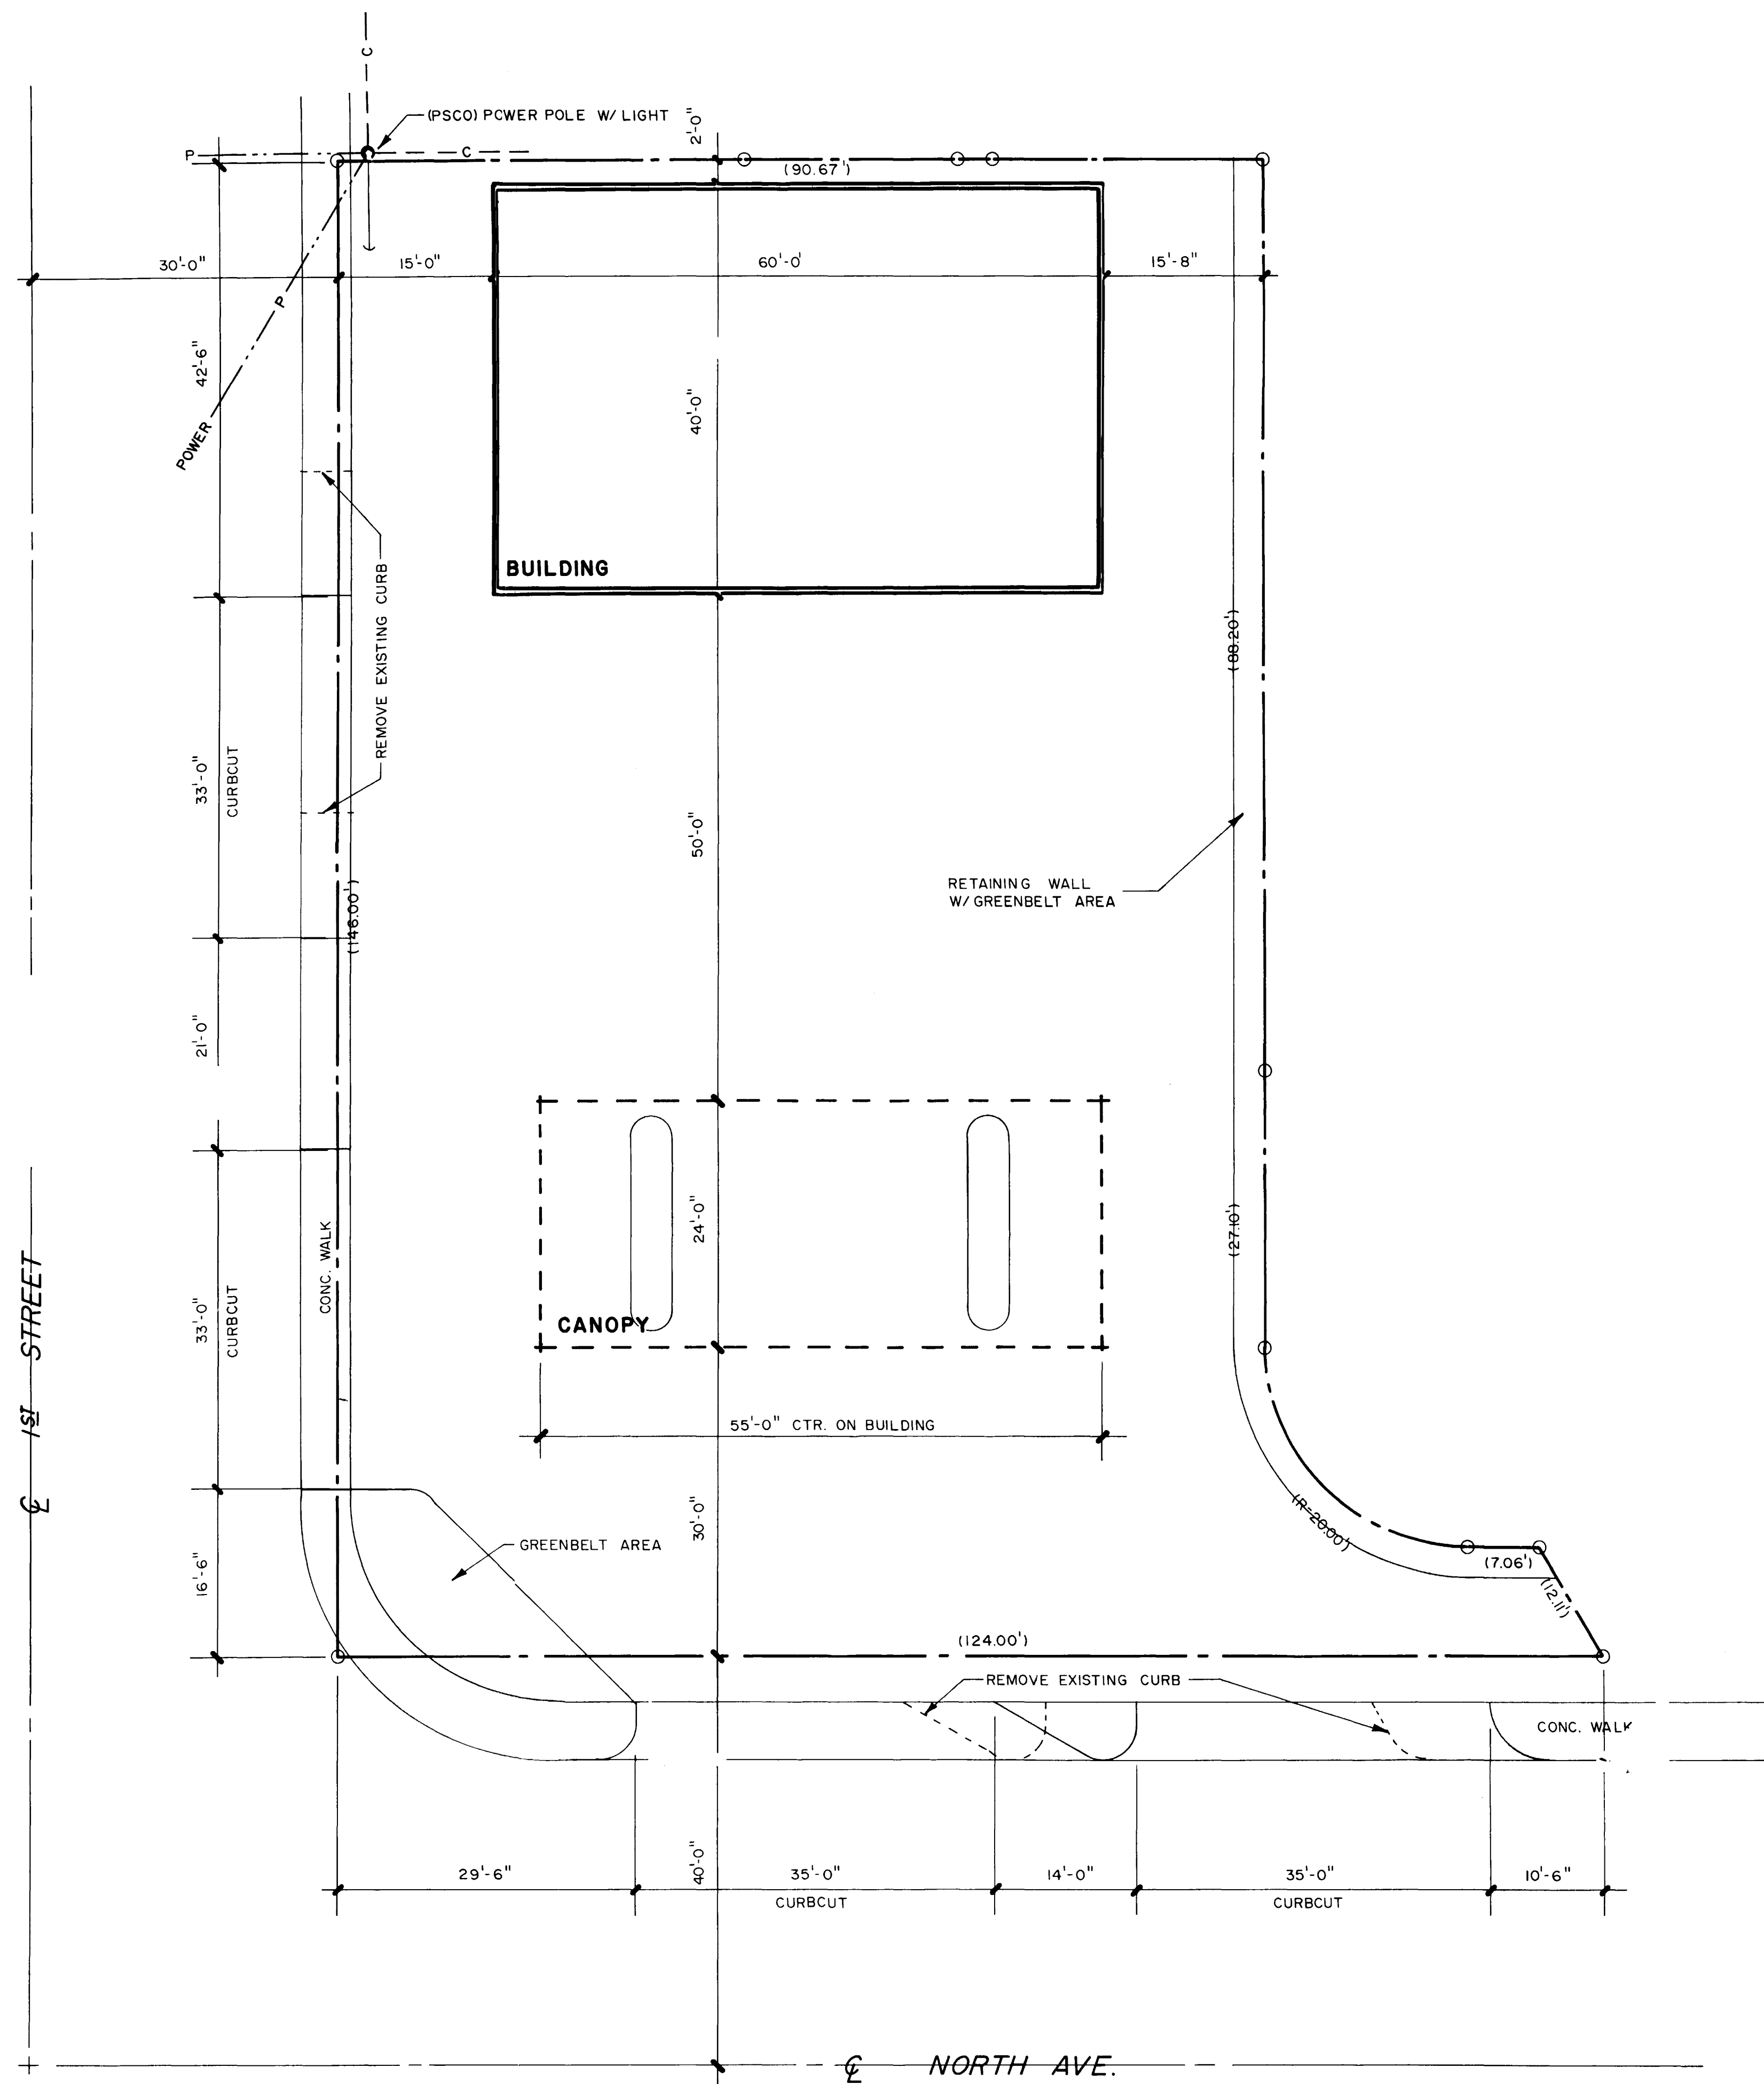 C
(PSCO) POWER POLE W/ LIGHT
2'-0"
P
C
(90.67')
30'-0"
15'-0"
60'-0'
15'-8"
P
42'-6"
40'-0"
POWER
BUILDING
REMOVE EXISTING CURB
(88.20')
33'-0"
CURBCUT
50'-0"
(146.00')
RETAINING WALL
W/ GREENBELT AREA
21'-0"
24'-0"
(27.10')
CONC. WALK
33'-0"
CURBCUT
CANOPY
℄ 1ST STREET
55'-0" CTR. ON BUILDING
30'-0"
(R=20.00')
GREENBELT AREA
16'-6"
(7.06')
(12.11')
(124.00')
REMOVE EXISTING CURB
CONC. WALK
40'-0"
29'-6"
35'-0"
14'-0"
35'-0"
10'-6"
CURBCUT
CURBCUT
℄ NORTH AVE.